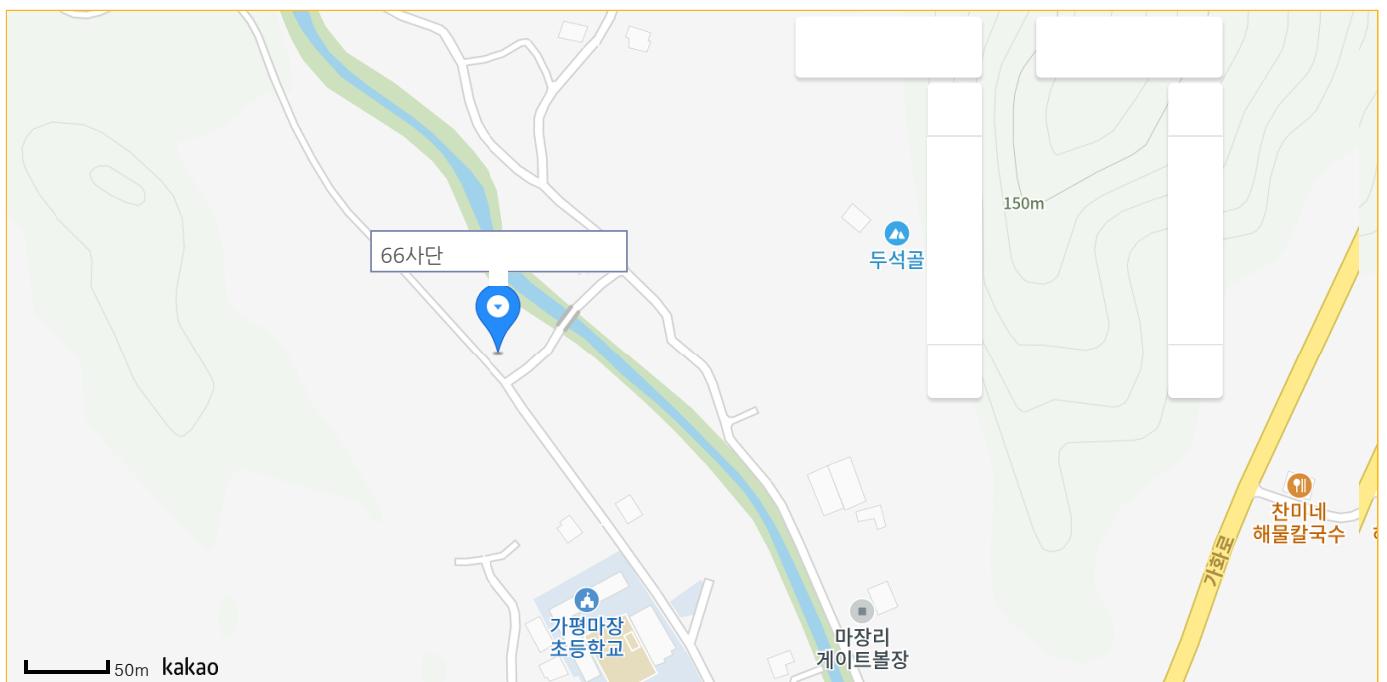 150m
66사단
두석골
찬미네
해물칼국수
가화로
가평마장
초등학교
마장리
게이트볼장
50m kakao